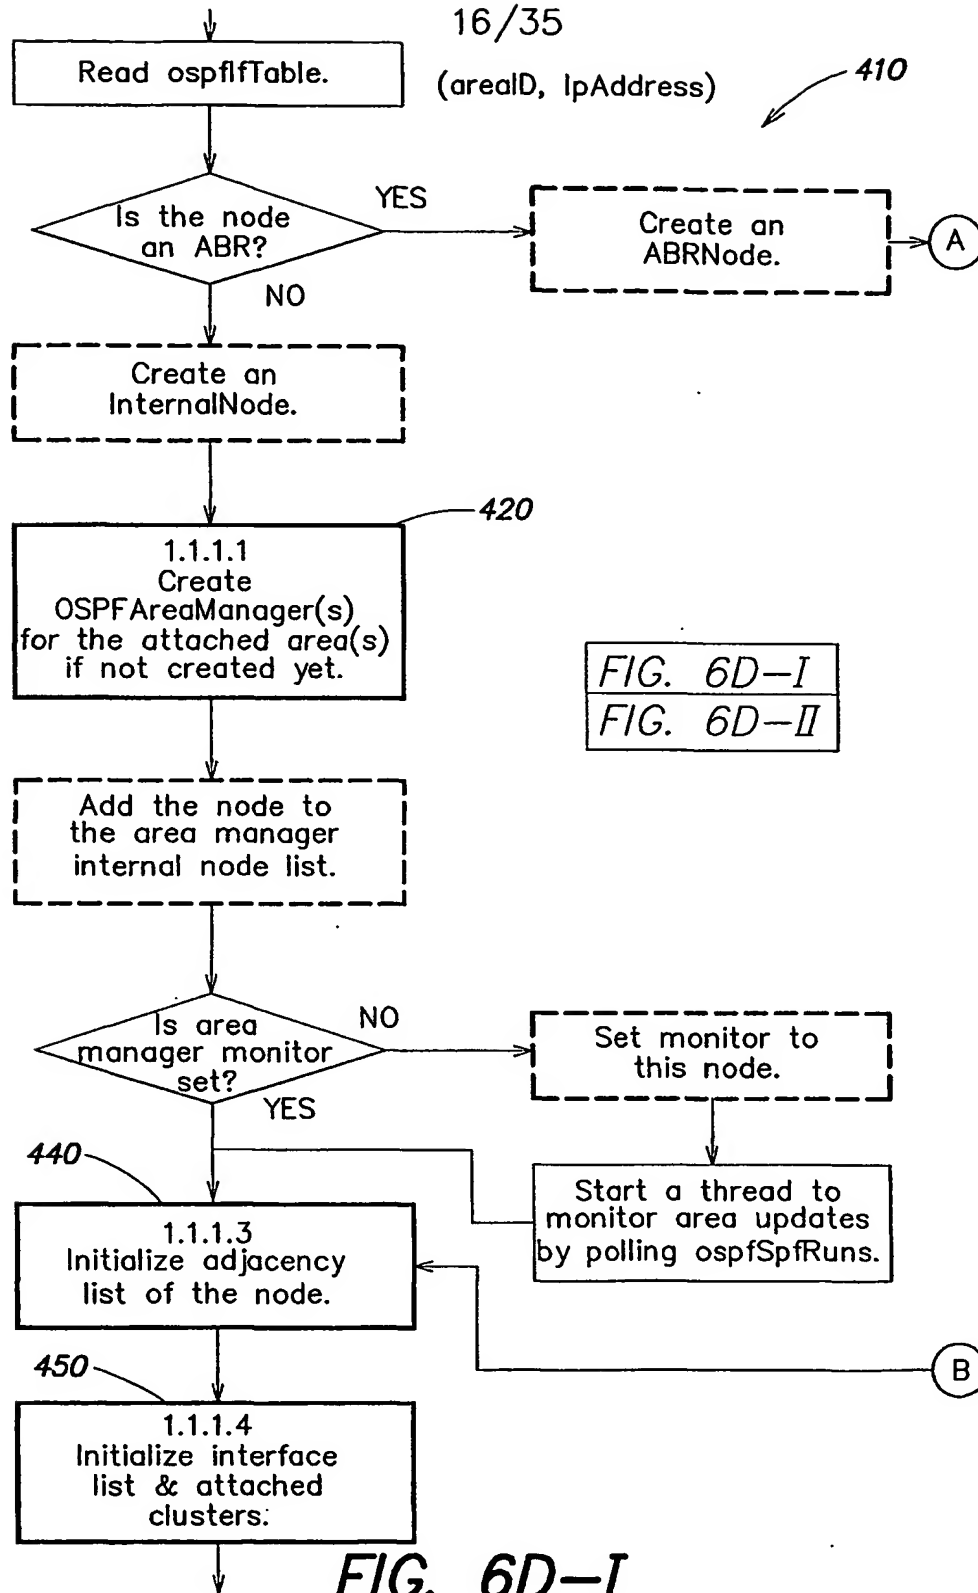 16/35
Read ospfIfTable.
(areaID, IpAddress)
410
Is the node
an ABR?
YES
NO
Create an
ABRNode.
A
Create an
InternalNode.
420
1.1.1.1
Create
OSPFAreaManager(s)
for the attached area(s)
if not created yet.
FIG. 6D-I
FIG. 6D-II
Add the node to
the area manager
internal node list.
Is area
manager monitor
set?
NO
YES
Set monitor to
this node.
Start a thread to
monitor area updates
by polling ospfSpfRuns.
440
1.1.1.3
Initialize adjacency
list of the node.
B
450
1.1.1.4
Initialize interface
list & attached
clusters.
FIG. 6D-I